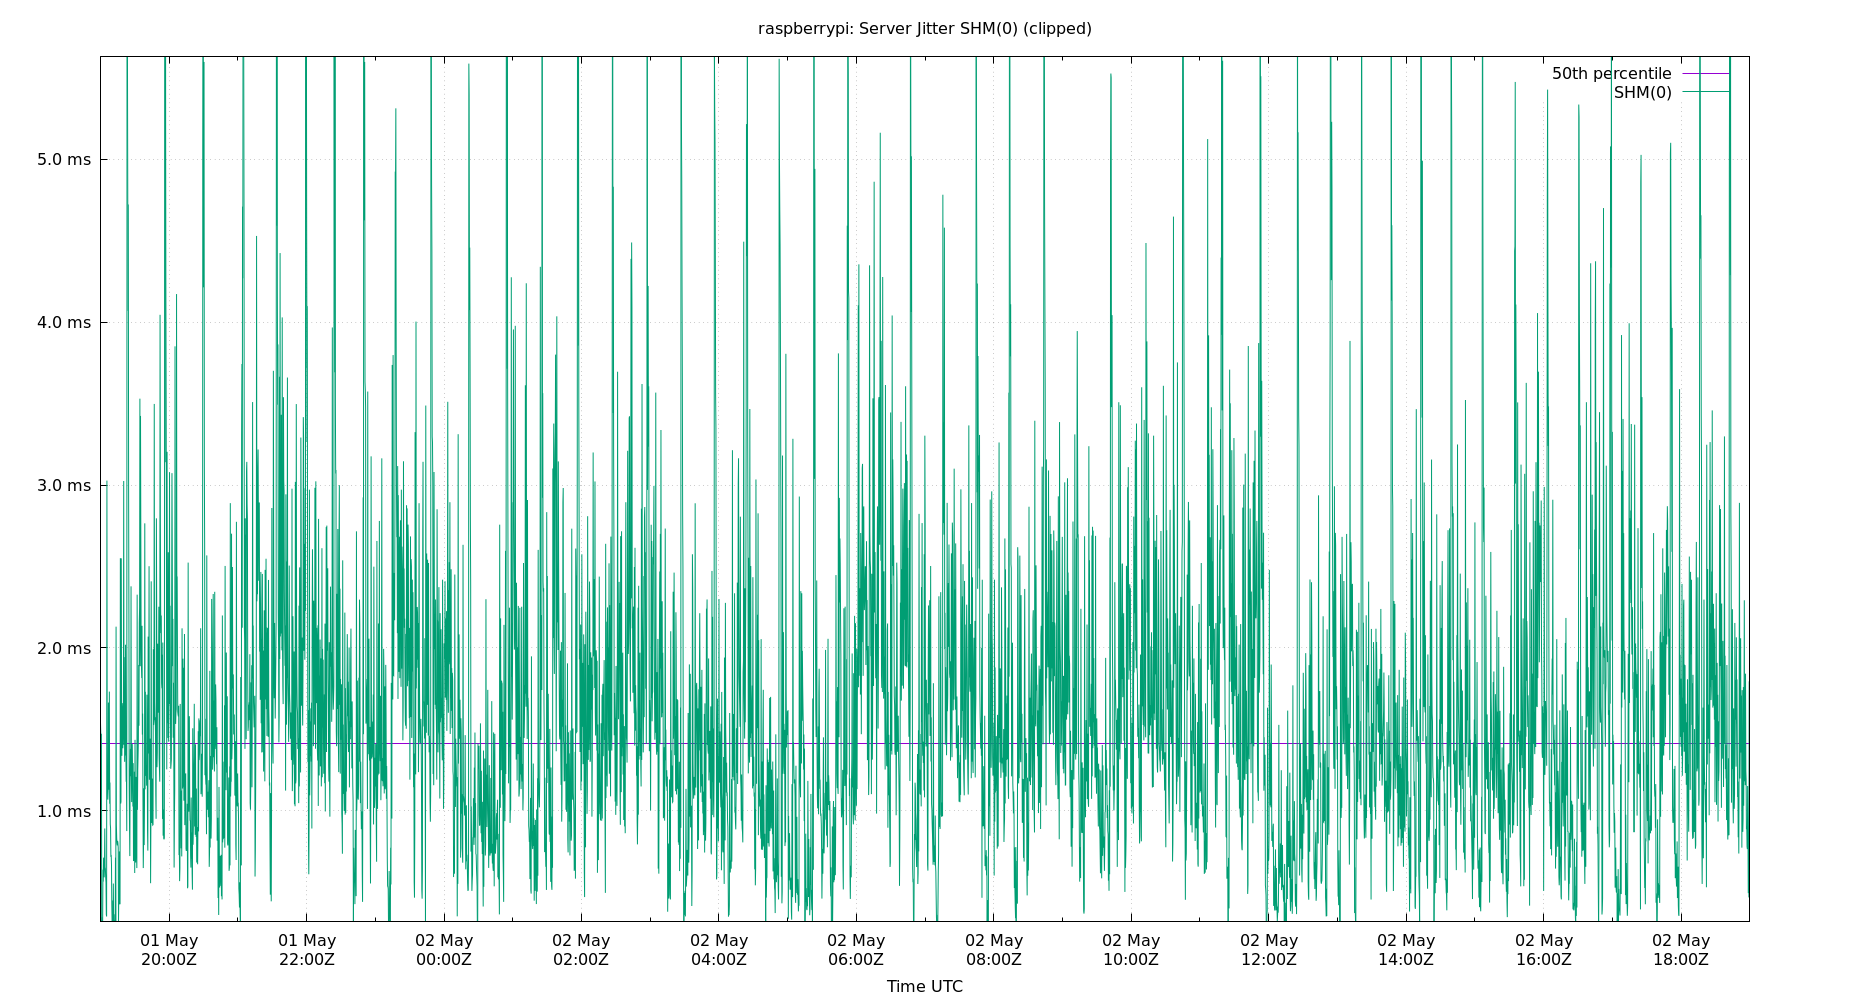 raspberrypi: Server Jitter SHM(0) (clipped)
50th percentile
SHM(0)
5.0 ms
4.0 ms
3.0 ms
2.0 ms
1.0 ms
01 May 01 May 02 May 02 May 02 May 02 May 02 May 02 May 02 May 02 May 02 May 02 May
20:00Z 22:00Z 00:00Z 02:00Z 04:00Z 06:00Z 08:00Z 10:00Z 12:00Z 14:00Z 16:00Z 18:00Z
Time UTC